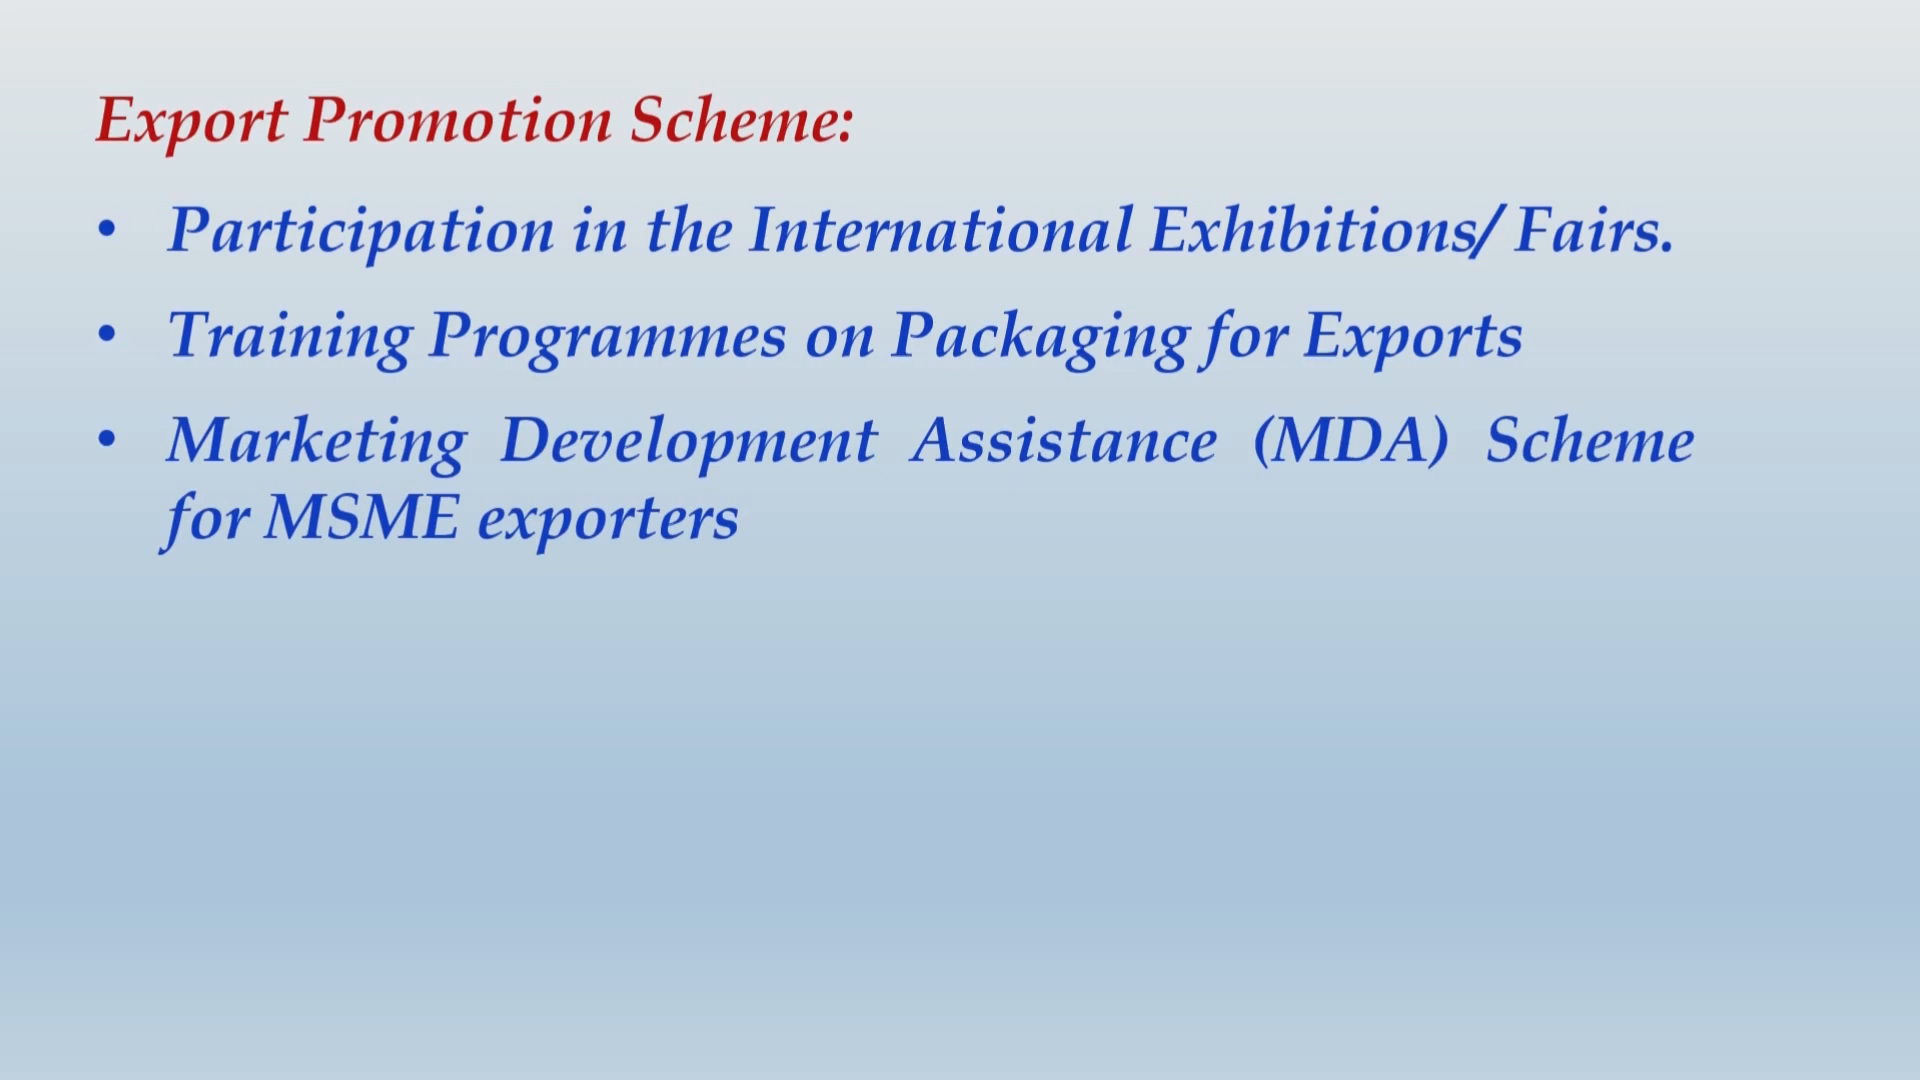 Export Promotion Scheme:
• Participation in the International Exhibitions/ Fairs.
• Training Programmes on Packaging for Exports
• Marketing Development Assistance (MDA) Scheme
for MSME exporters